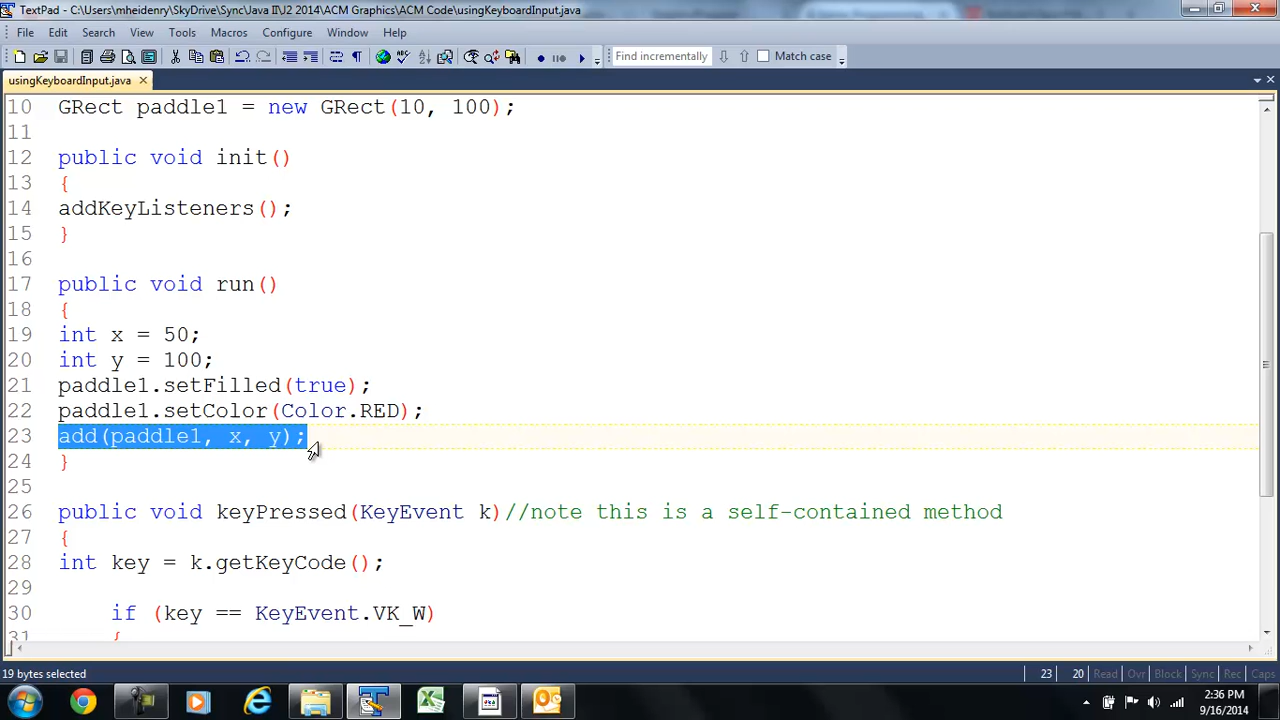 TextPad - C:\Users\mheidenry\SkyDrive\Sync\Java II\U2 2014\ACM Graphics\ACM Code\usingKeyboardInput.java
File Edit Search View Tools Macros Configure Window Help
Find incrementally Match case
usingKeyboardInput.java
10 GRect paddle1 = new GRect(10, 100);
11
12 public void init()
13 {
14 addKeyListeners();
15 }
16
17 public void run()
18 {
19 int x = 50;
20 int y = 100;
21 paddle1.setFilled(true);
22 paddle1.setColor(Color.RED);
23 add(paddle1, x, y);
24 }
25
26 public void keyPressed(KeyEvent k)//note this is a self-contained method
27 {
28 int key = k.getKeyCode();
29
30 if (key == KeyEvent.VK_W)
31 {
19 bytes selected 23 20 Read Ovr Block Sync Rec Caps
2:36 PM
9/16/2014